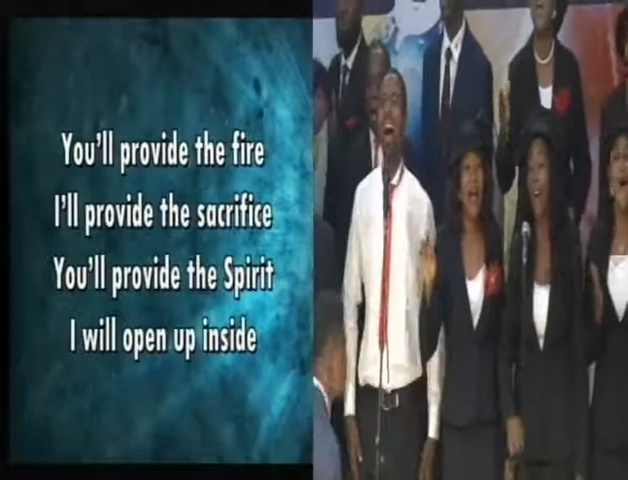 You'll provide the fire
I'll provide the sacrifice
You'll provide the Spirit
I will open up inside